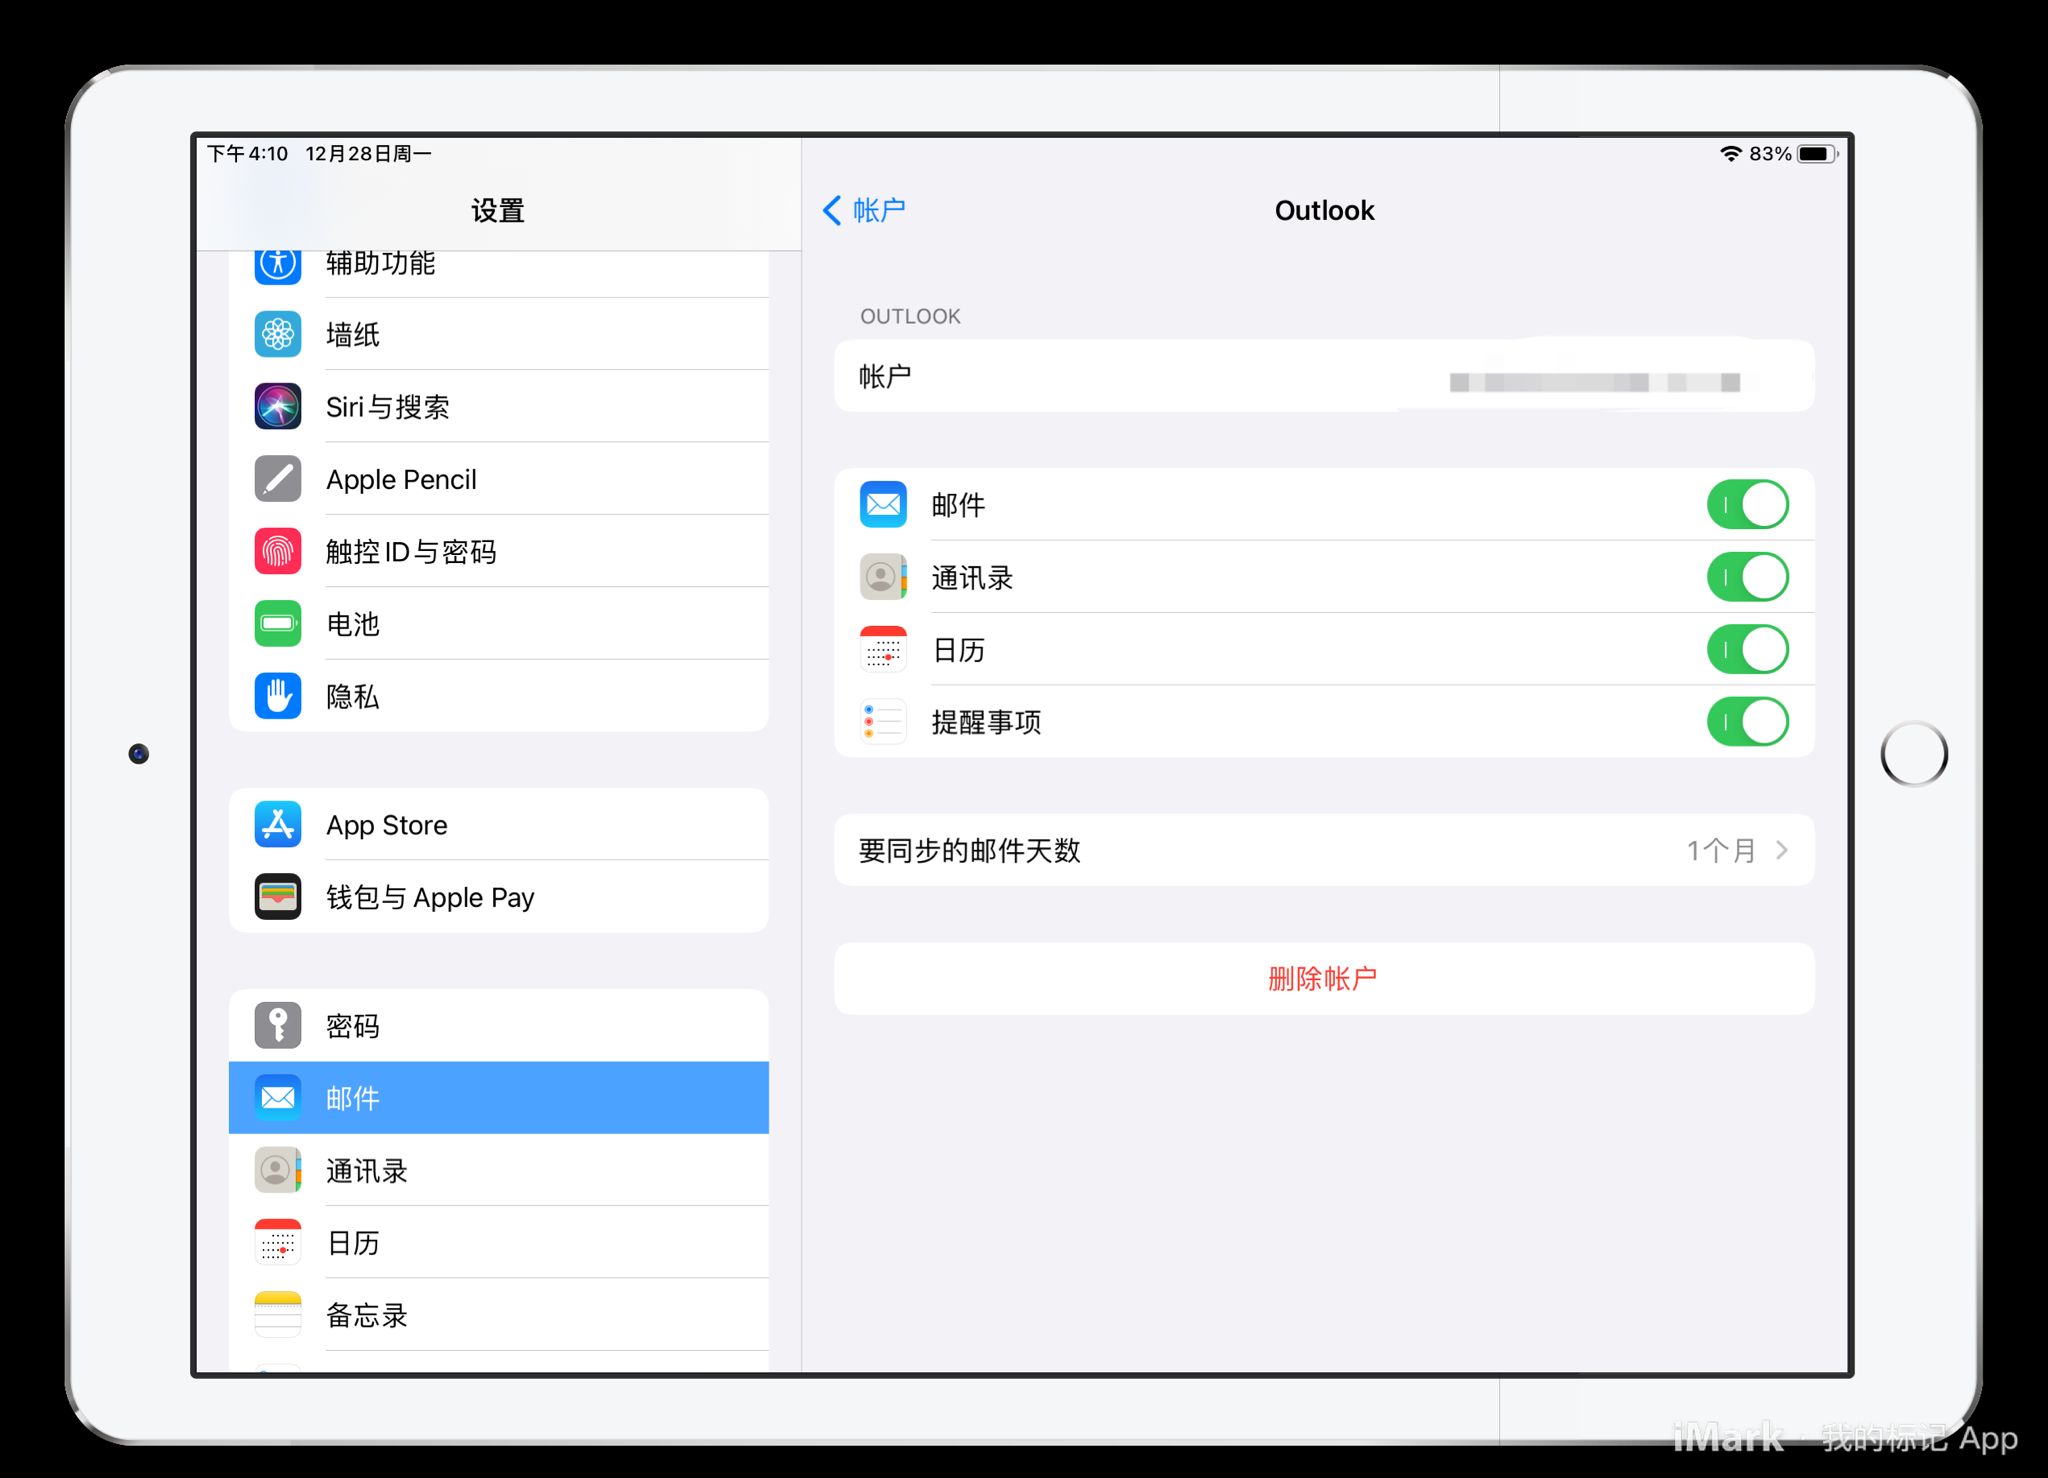 下午4:10 12月28日周一
83%
设置
辅助功能
墙纸
Siri与搜索
Apple Pencil
触控ID与密码
电池
隐私
App Store
钱包与Apple Pay
密码
邮件
通讯录
日历
备忘录
帐户
Outlook
OUTLOOK
帐户
邮件
通讯录
日历
提醒事项
要同步的邮件天数 1个月
删除帐户
iMark · 我的标记 App